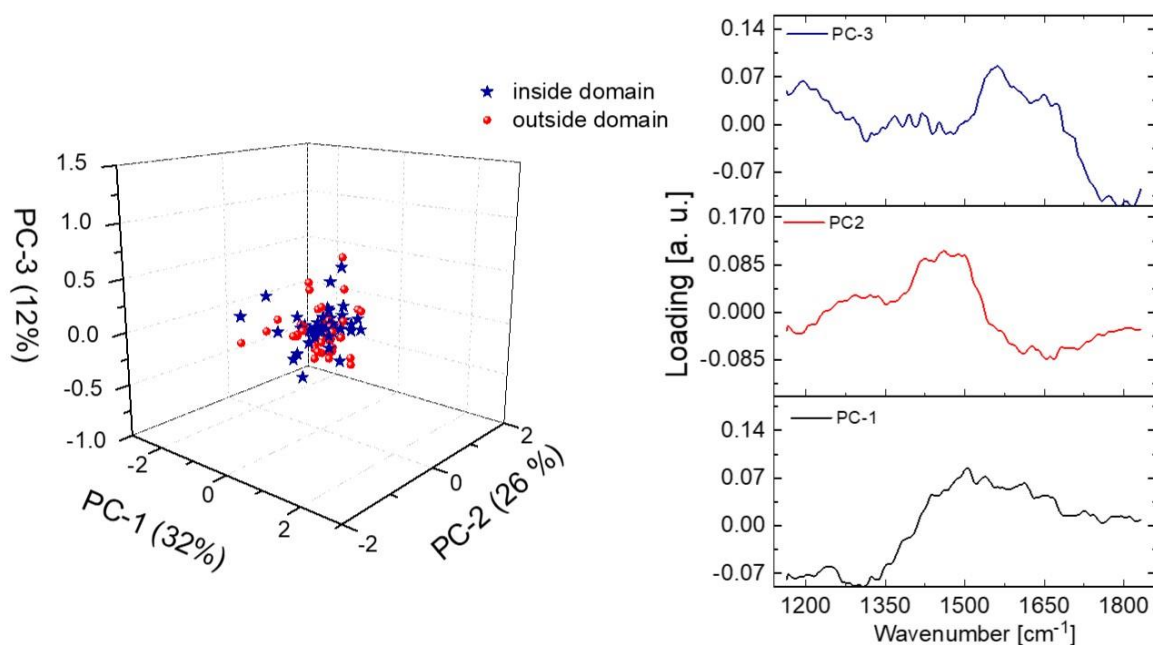 inside domain
outside domain
1.5
1.0
0.5
0.0
-0.5
-1.0
PC-3 (12%)
-2
0
2
PC-1 (32%)
-2
0
2
PC-2 (26 %)
PC-3
0.14
0.07
0.00
-0.07
PC2
0.170
0.085
0.000
-0.085
PC-1
0.14
0.07
0.00
-0.07
Loading [a. u.]
1200 1350 1500 1650 1800
Wavenumber [cm⁻¹]